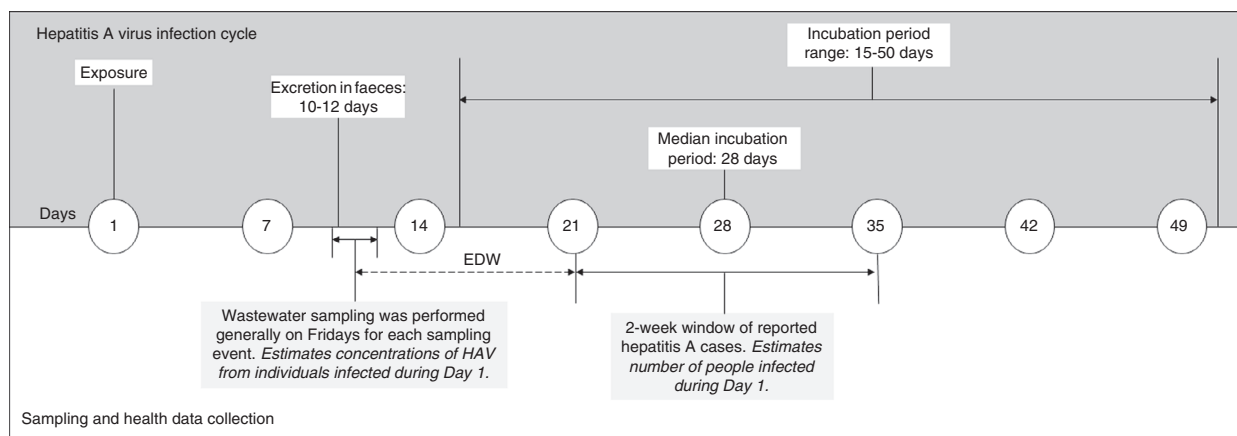 Hepatitis A virus infection cycle
Incubation period
range: 15-50 days
Exposure
Excretion in faeces:
10-12 days
Median incubation
period: 28 days
Days
1
7
14
21
28
35
42
49
EDW
Wastewater sampling was performed
generally on Fridays for each sampling
event. Estimates concentrations of HAV
from individuals infected during Day 1.
2-week window of reported
hepatitis A cases. Estimates
number of people infected
during Day 1.
Sampling and health data collection